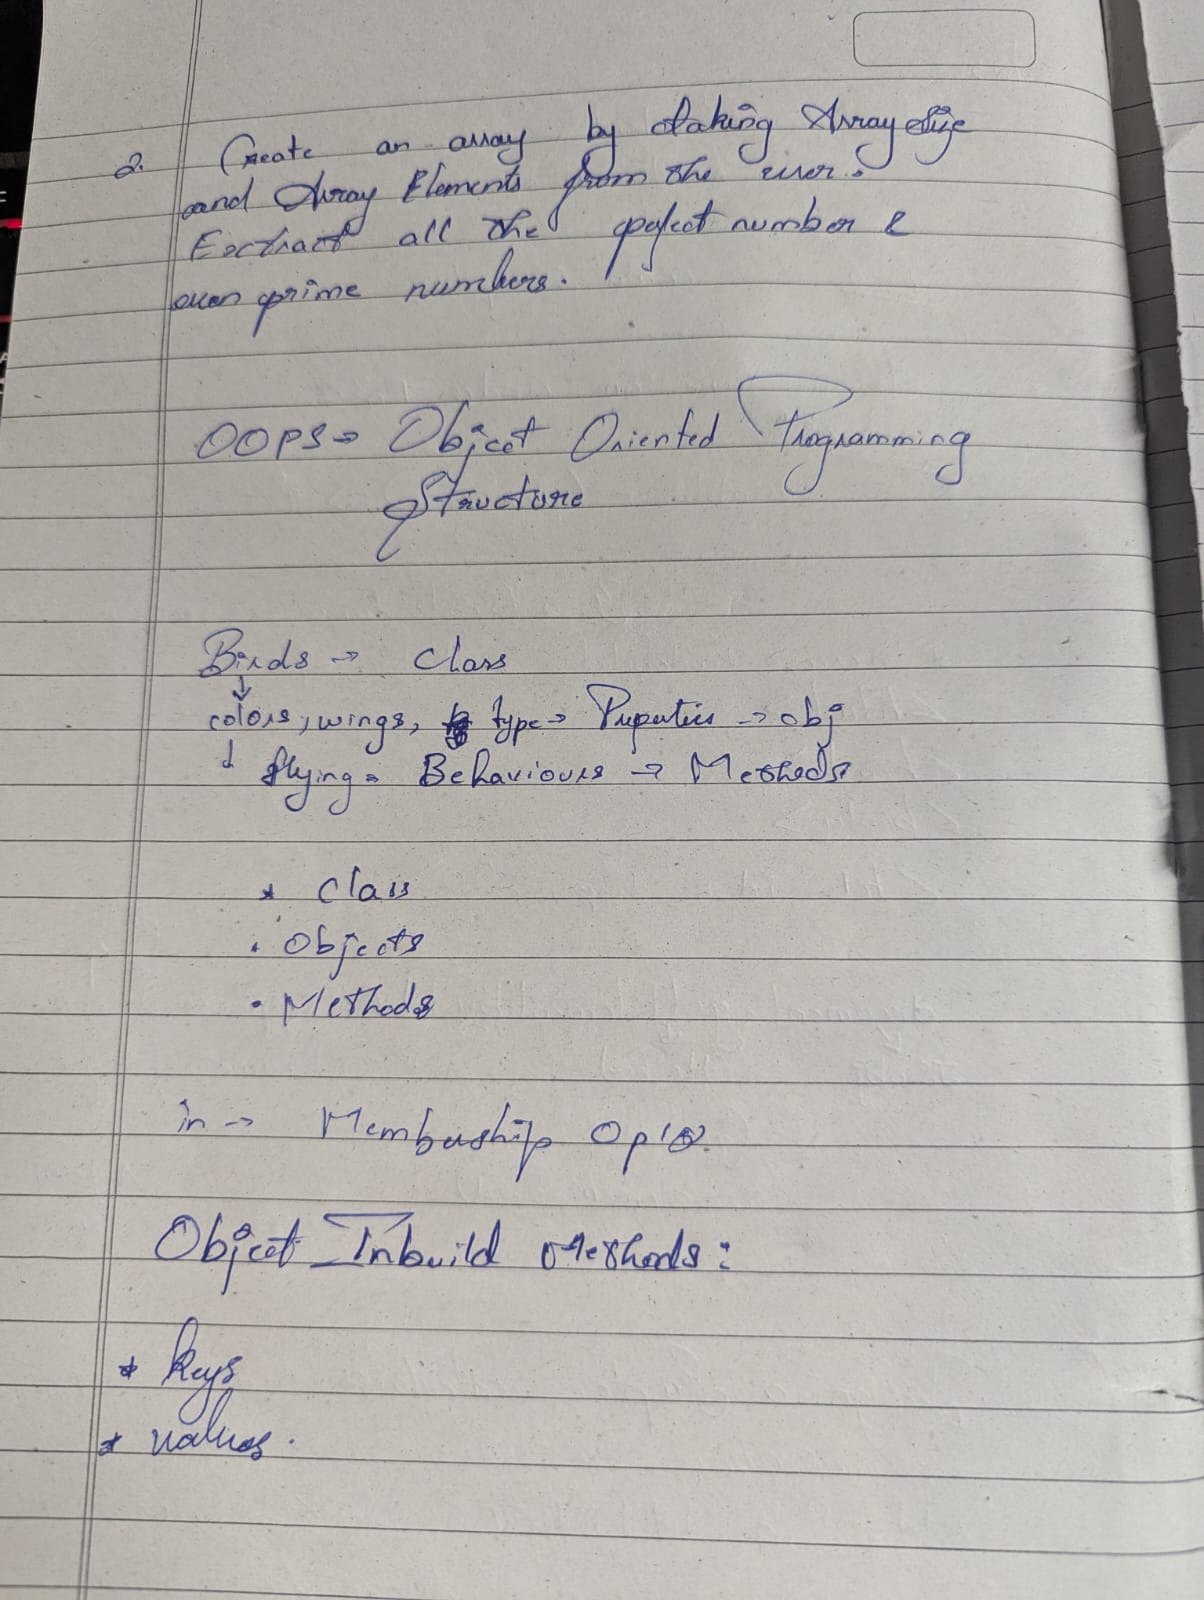 2. Create an array by taking Array size
and Array Elements from the user.
Exctract all the pefect number &
even prime numbers.
OOPS → Object Oriented Programming
Structure
Birds → Class
colors, wings, type → Properties → obj
flying → Behaviours → Methods
* Class
• Objects
• Methods
in → Membership Op'r.
Object Inbuild Methods:
* keys
* values.